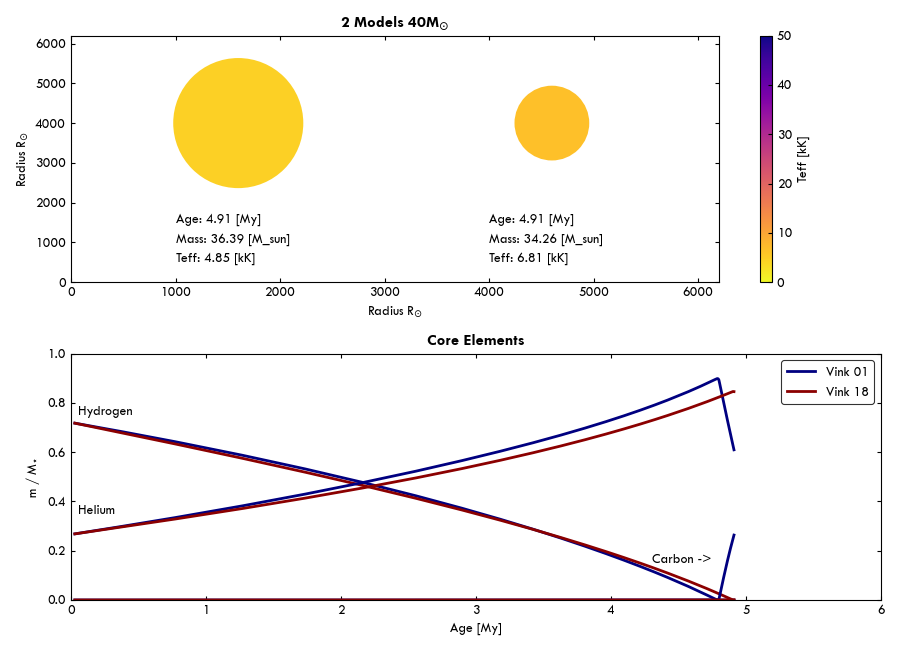 2 Models 40M☉
6000
5000
4000
3000
2000
1000
0
Radius R☉
Age: 4.91 [My]
Mass: 36.39 [M_sun]
Teff: 4.85 [kK]
Age: 4.91 [My]
Mass: 34.26 [M_sun]
Teff: 6.81 [kK]
0 1000 2000 3000 4000 5000 6000
Radius R☉
50
40
30
20
10
0
Teff [kK]
Core Elements
1.0
0.8
0.6
0.4
0.2
0.0
m / M⋆
Hydrogen
Helium
Carbon ->
Vink 01
Vink 18
0 1 2 3 4 5 6
Age [My]